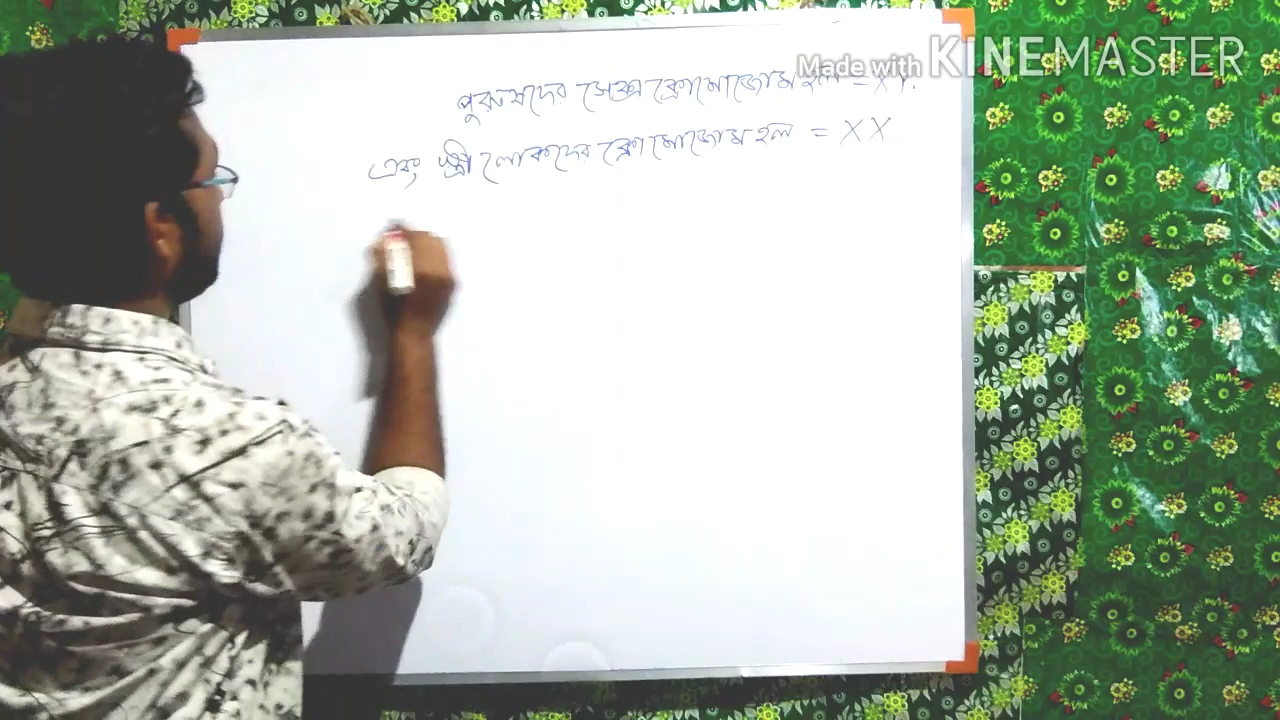 Made with KINEMASTER
পুরুষদের সেক্স ক্রোমোজোম হল = XY.
এবং স্ত্রী লোকদের ক্রোমোজোম হল = XX